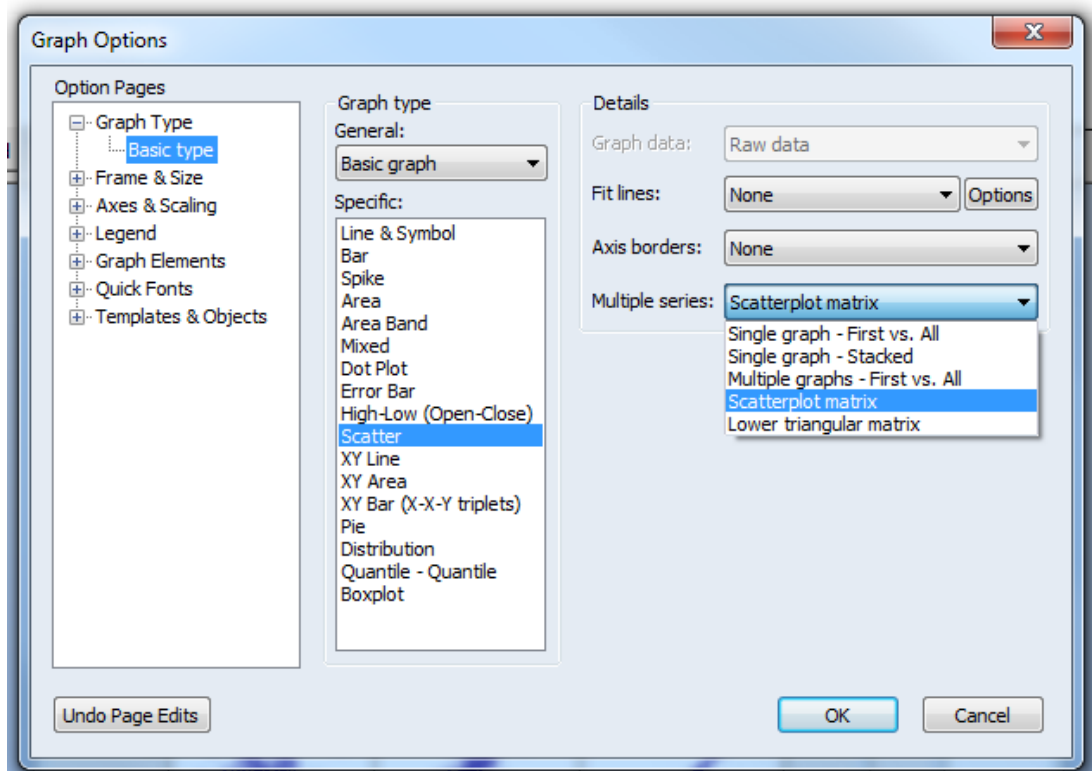 Graph Options
Option Pages
Graph Type
Basic type
Frame & Size
Axes & Scaling
Legend
Graph Elements
Quick Fonts
Templates & Objects
Graph type
General:
Basic graph
Specific:
Line & Symbol
Bar
Spike
Area
Area Band
Mixed
Dot Plot
Error Bar
High-Low (Open-Close)
Scatter
XY Line
XY Area
XY Bar (X-X-Y triplets)
Pie
Distribution
Quantile - Quantile
Boxplot
Details
Graph data: Raw data
Fit lines: None Options
Axis borders: None
Multiple series: Scatterplot matrix
Single graph - First vs. All
Single graph - Stacked
Multiple graphs - First vs. All
Scatterplot matrix
Lower triangular matrix
Undo Page Edits
OK
Cancel